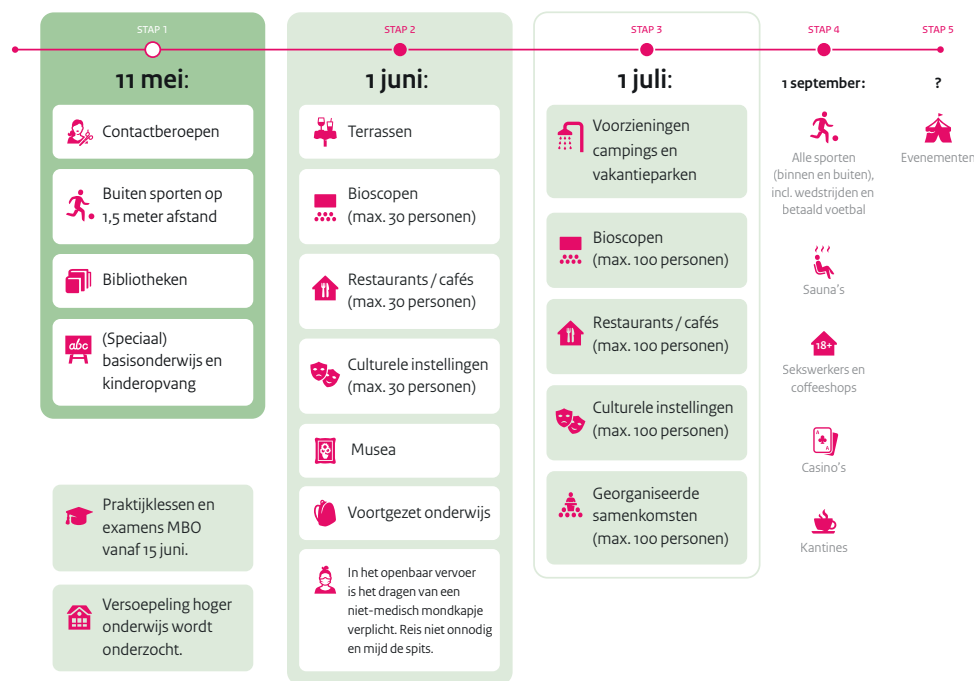 STAP 1
11 mei:
Contactberoepen
Buiten sporten op
1,5 meter afstand
Bibliotheken
abc
(Speciaal)
basisonderwijs en
kinderopvang
Praktijklessen en
examens MBO
vanaf 15 juni.
Versoepeling hoger
onderwijs wordt
onderzocht.
STAP 2
1 juni:
Terrassen
Bioscopen
(max. 30 personen)
Restaurants / cafés
(max. 30 personen)
Culturele instellingen
(max. 30 personen)
Musea
Voortgezet onderwijs
In het openbaar vervoer
is het dragen van een
niet-medisch mondkapje
verplicht. Reis niet onnodig
en mijd de spits.
STAP 3
1 juli:
Voorzieningen
campings en
vakantieparken
Bioscopen
(max. 100 personen)
Restaurants / cafés
(max. 100 personen)
Culturele instellingen
(max. 100 personen)
Georganiseerde
samenkomsten
(max. 100 personen)
STAP 4
1 september:
Alle sporten
(binnen en buiten),
incl. wedstrijden en
betaald voetbal
Sauna's
18+
Sekswerkers en
coffeeshops
A
Casino's
Kantines
STAP 5
?
Evenementen